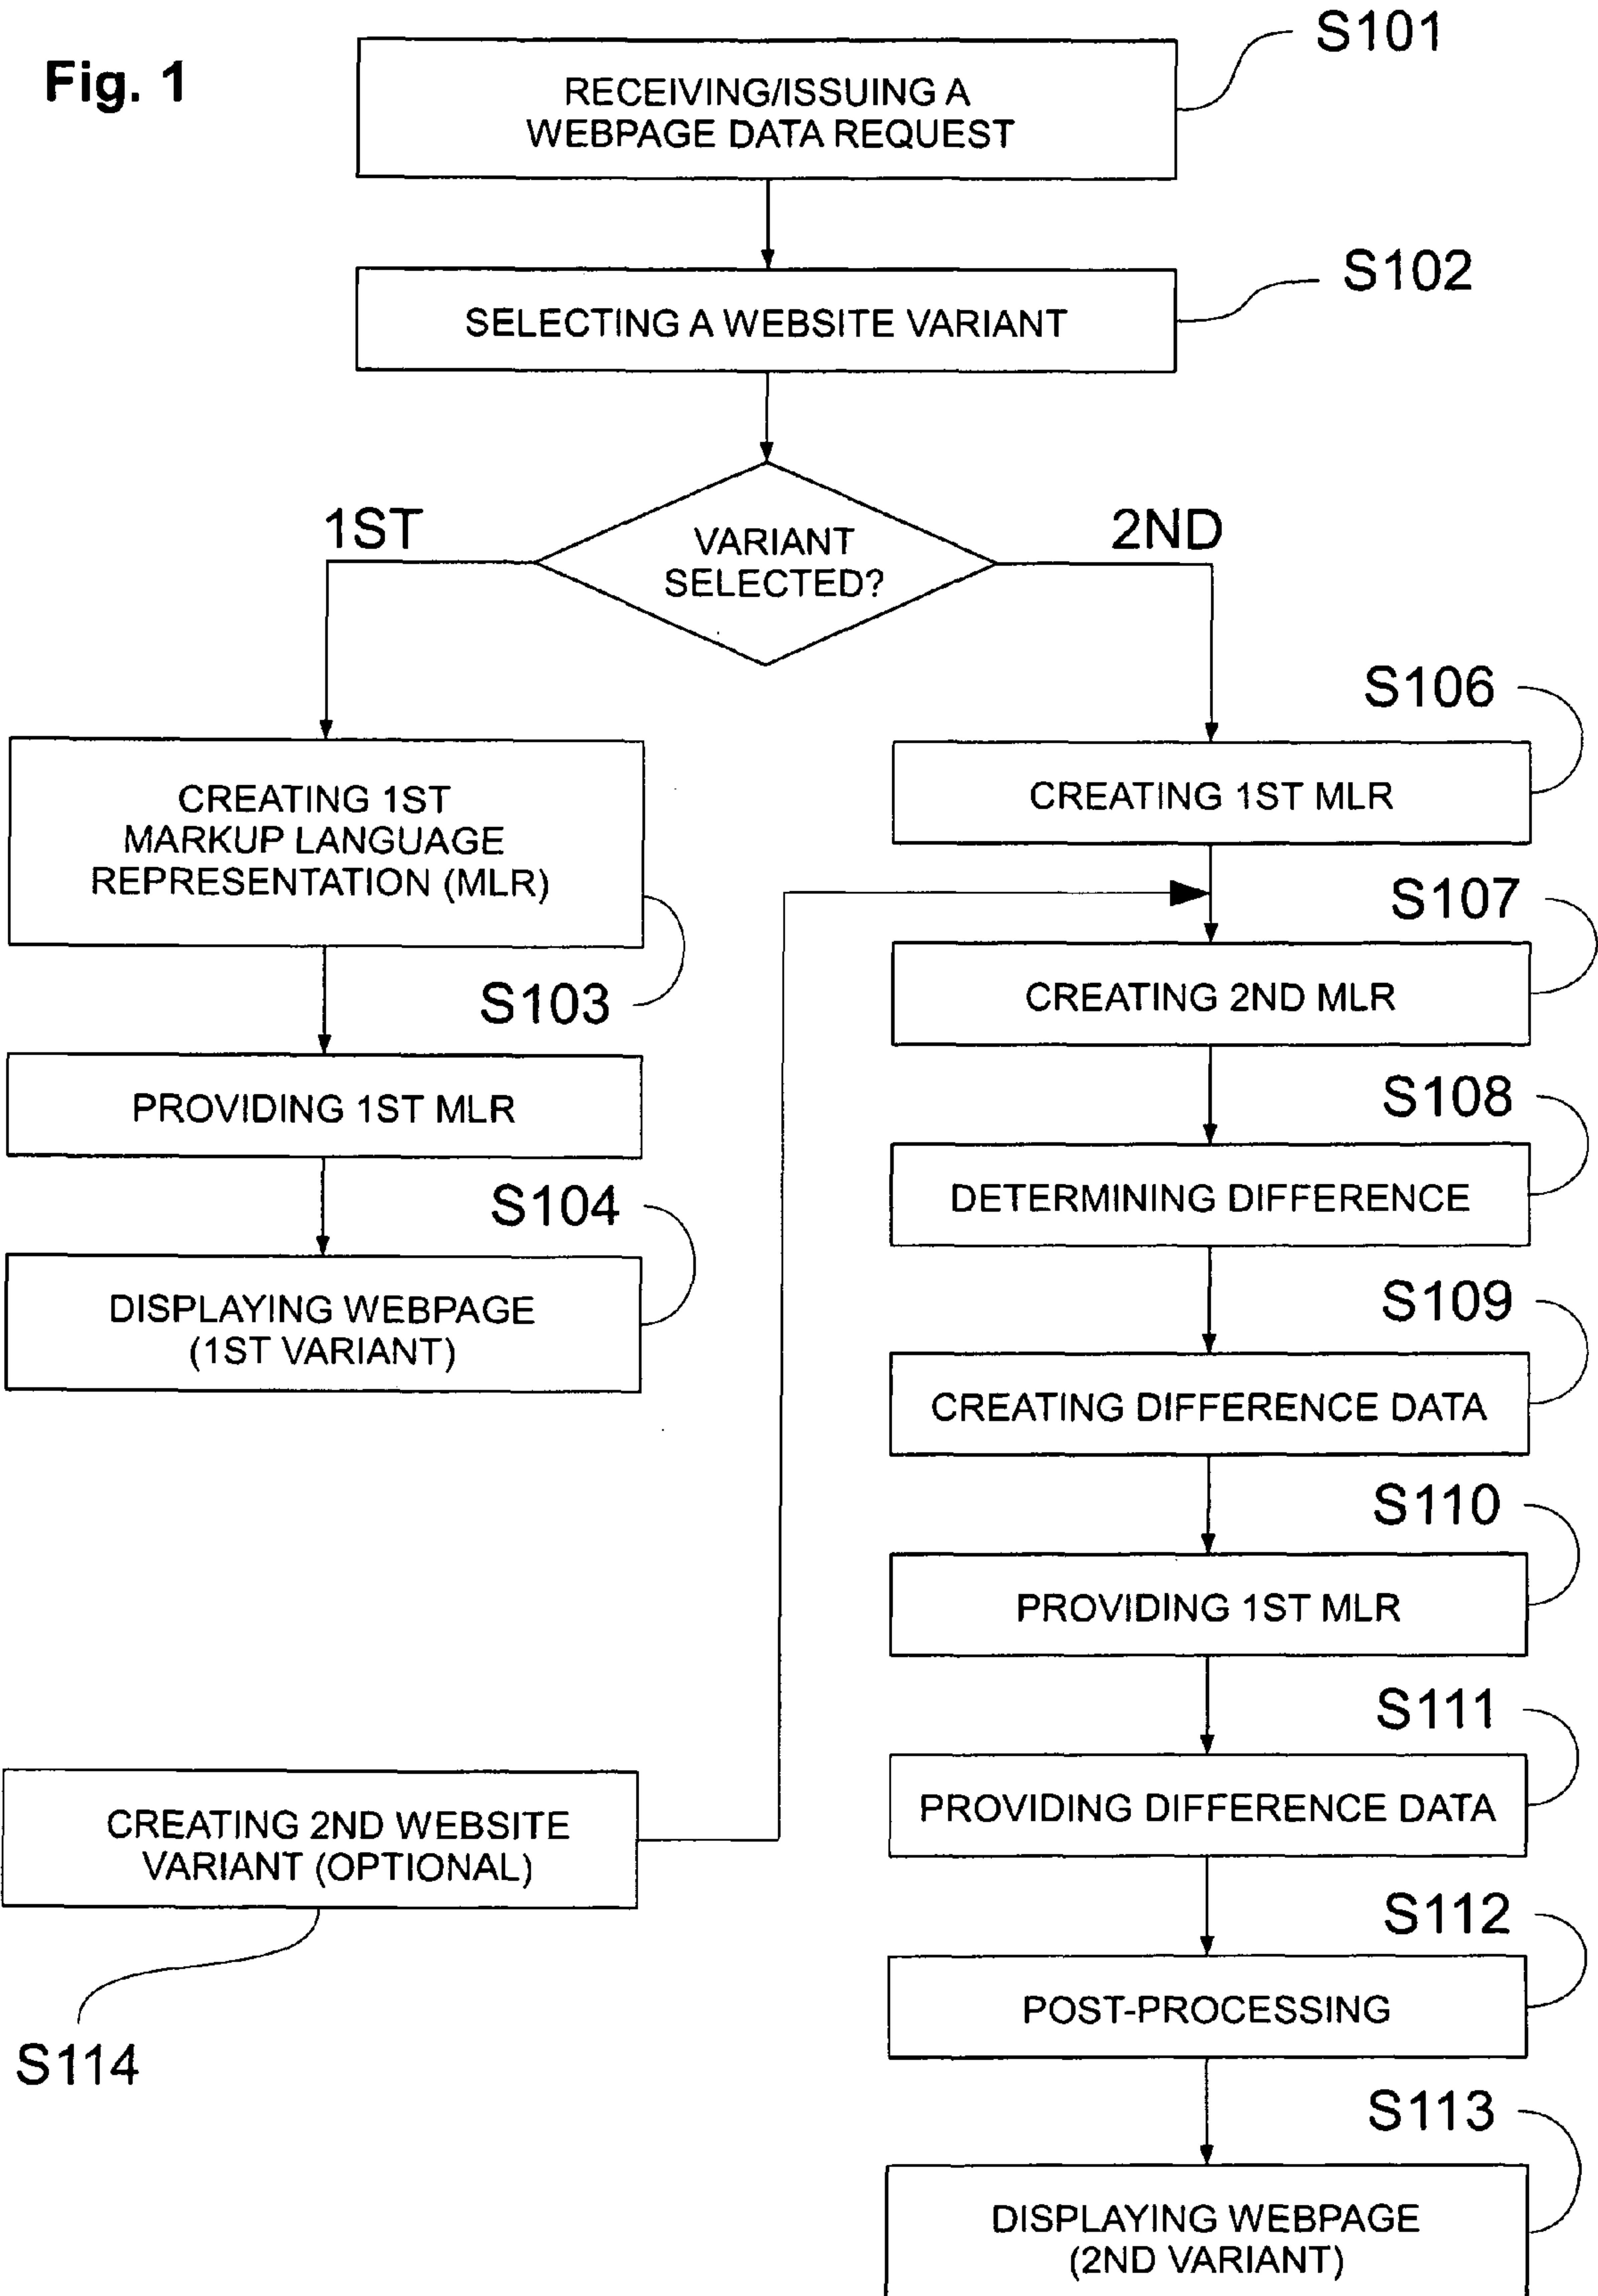 Fig. 1
S101
RECEIVING/ISSUING A
WEBPAGE DATA REQUEST
S102
SELECTING A WEBSITE VARIANT
1ST
VARIANT
SELECTED?
2ND
CREATING 1ST
MARKUP LANGUAGE
REPRESENTATION (MLR)
S103
PROVIDING 1ST MLR
S104
DISPLAYING WEBPAGE
(1ST VARIANT)
CREATING 2ND WEBSITE
VARIANT (OPTIONAL)
S114
S106
CREATING 1ST MLR
S107
CREATING 2ND MLR
S108
DETERMINING DIFFERENCE
S109
CREATING DIFFERENCE DATA
S110
PROVIDING 1ST MLR
S111
PROVIDING DIFFERENCE DATA
S112
POST-PROCESSING
S113
DISPLAYING WEBPAGE
(2ND VARIANT)